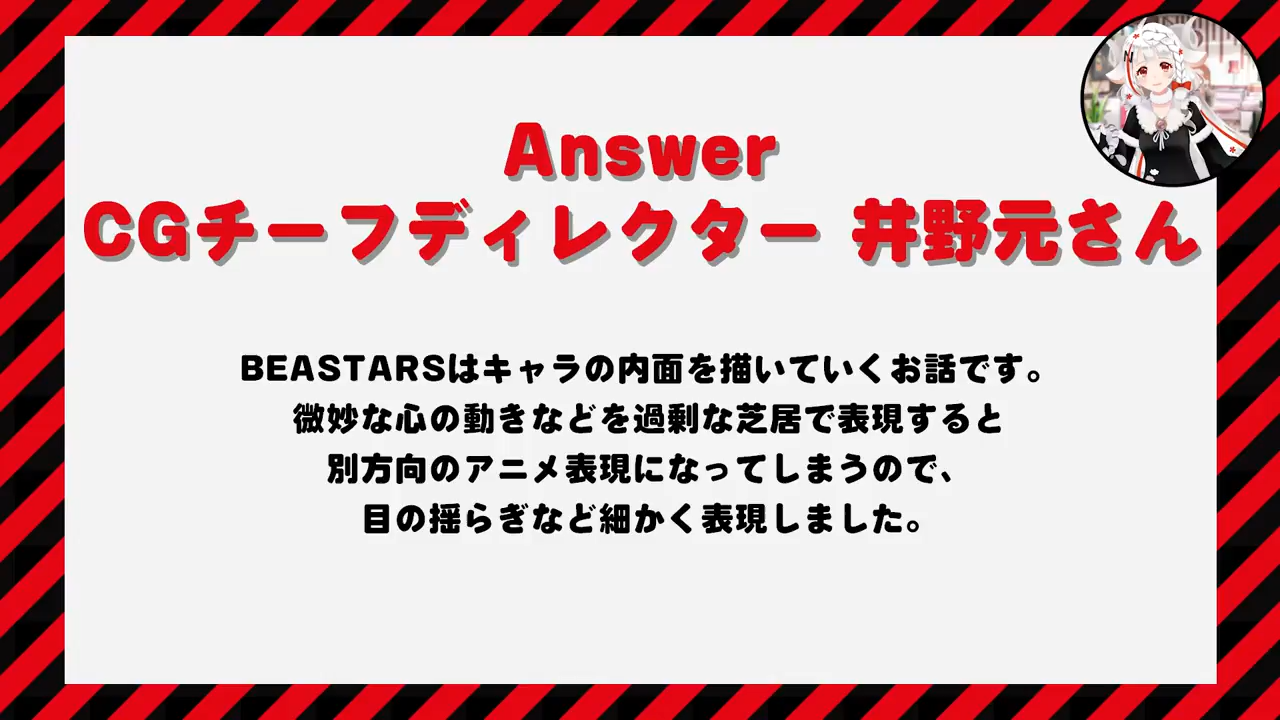 Answer
CGチーフディレクター 井野元さん
BEASTARSはキャラの内面を描いていくお話です。
微妙な心の動きなどを過剰な芝居で表現すると
別方向のアニメ表現になってしまうので、
目の揺らぎなど細かく表現しました。